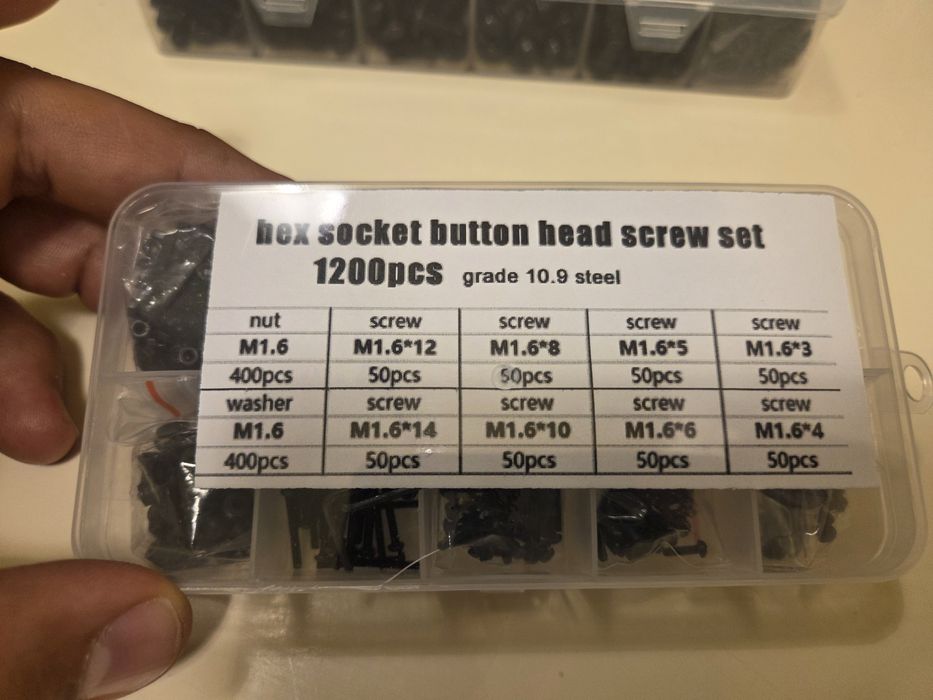 hex socket button head screw set
1200pcs grade 10.9 steel
nut screw screw screw screw
M1.6 M1.6*12 M1.6*8 M1.6*5 M1.6*3
400pcs 50pcs 50pcs 50pcs 50pcs
washer screw screw screw screw
M1.6 M1.6*14 M1.6*10 M1.6*6 M1.6*4
400pcs 50pcs 50pcs 50pcs 50pcs